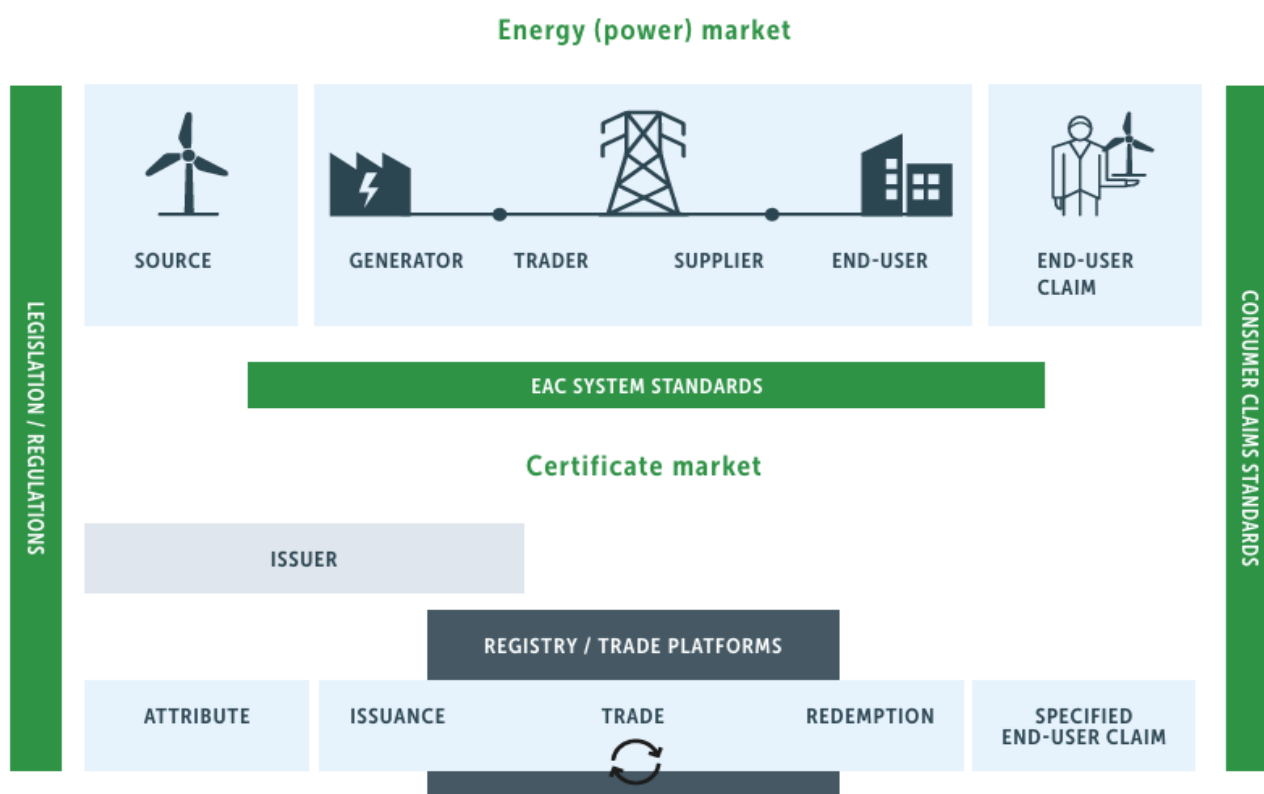 Energy (power) market
LEGISLATION / REGULATIONS
SOURCE
GENERATOR
TRADER
SUPPLIER
END-USER
END-USER
CLAIM
CONSUMER CLAIMS STANDARDS
EAC SYSTEM STANDARDS
Certificate market
ISSUER
REGISTRY / TRADE PLATFORMS
ATTRIBUTE
ISSUANCE
TRADE
REDEMPTION
SPECIFIED
END-USER CLAIM